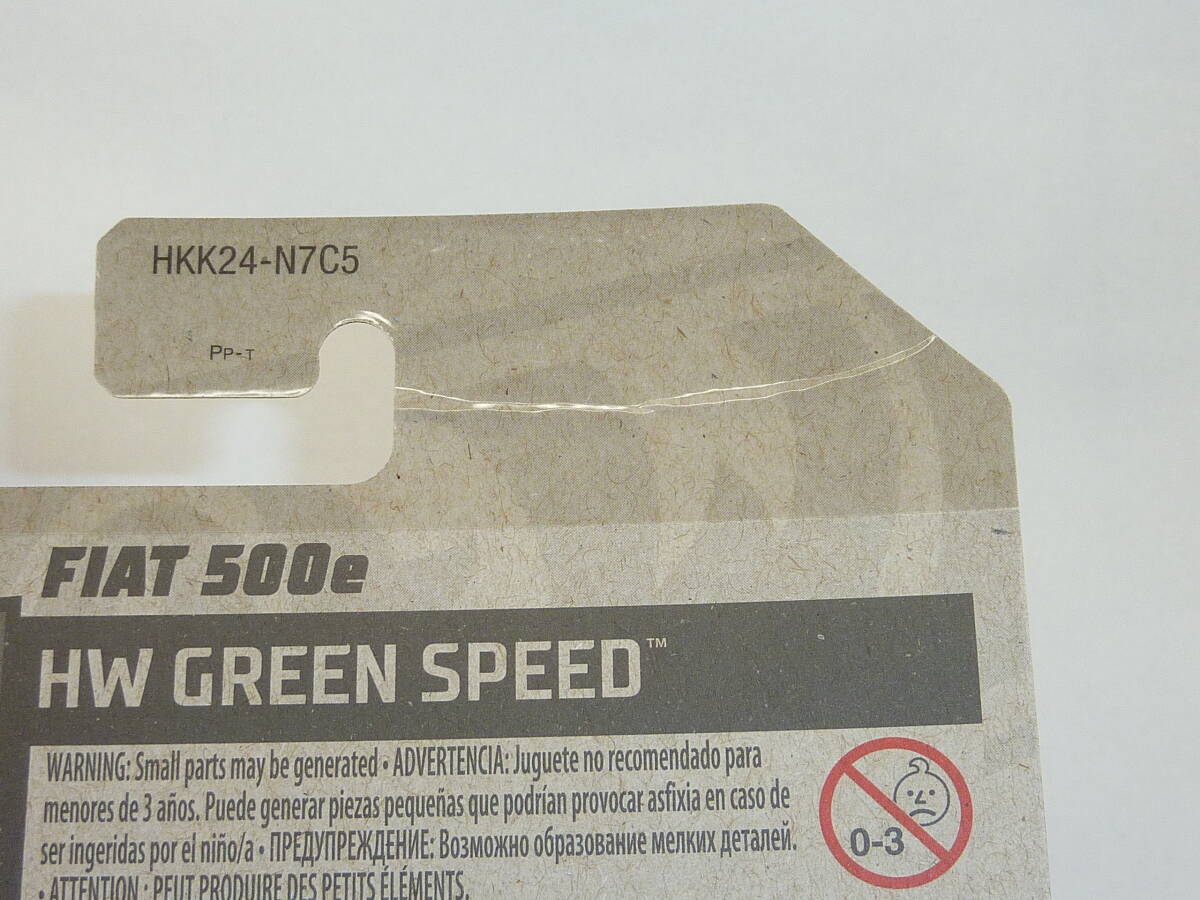 HKK24-N7C5
PP-T
FIAT 500e
HW GREEN SPEED™
WARNING: Small parts may be generated • ADVERTENCIA: Juguete no recomendado para
menores de 3 años. Puede generar piezas pequeñas que podrían provocar asfixia en caso de
ser ingeridas por el niño/a • ПРЕДУПРЕЖДЕНИЕ: Возможно образование мелких деталей.
• ATTENTION : PEUT PRODUIRE DES PETITS ÉLÉMENTS.
0-3